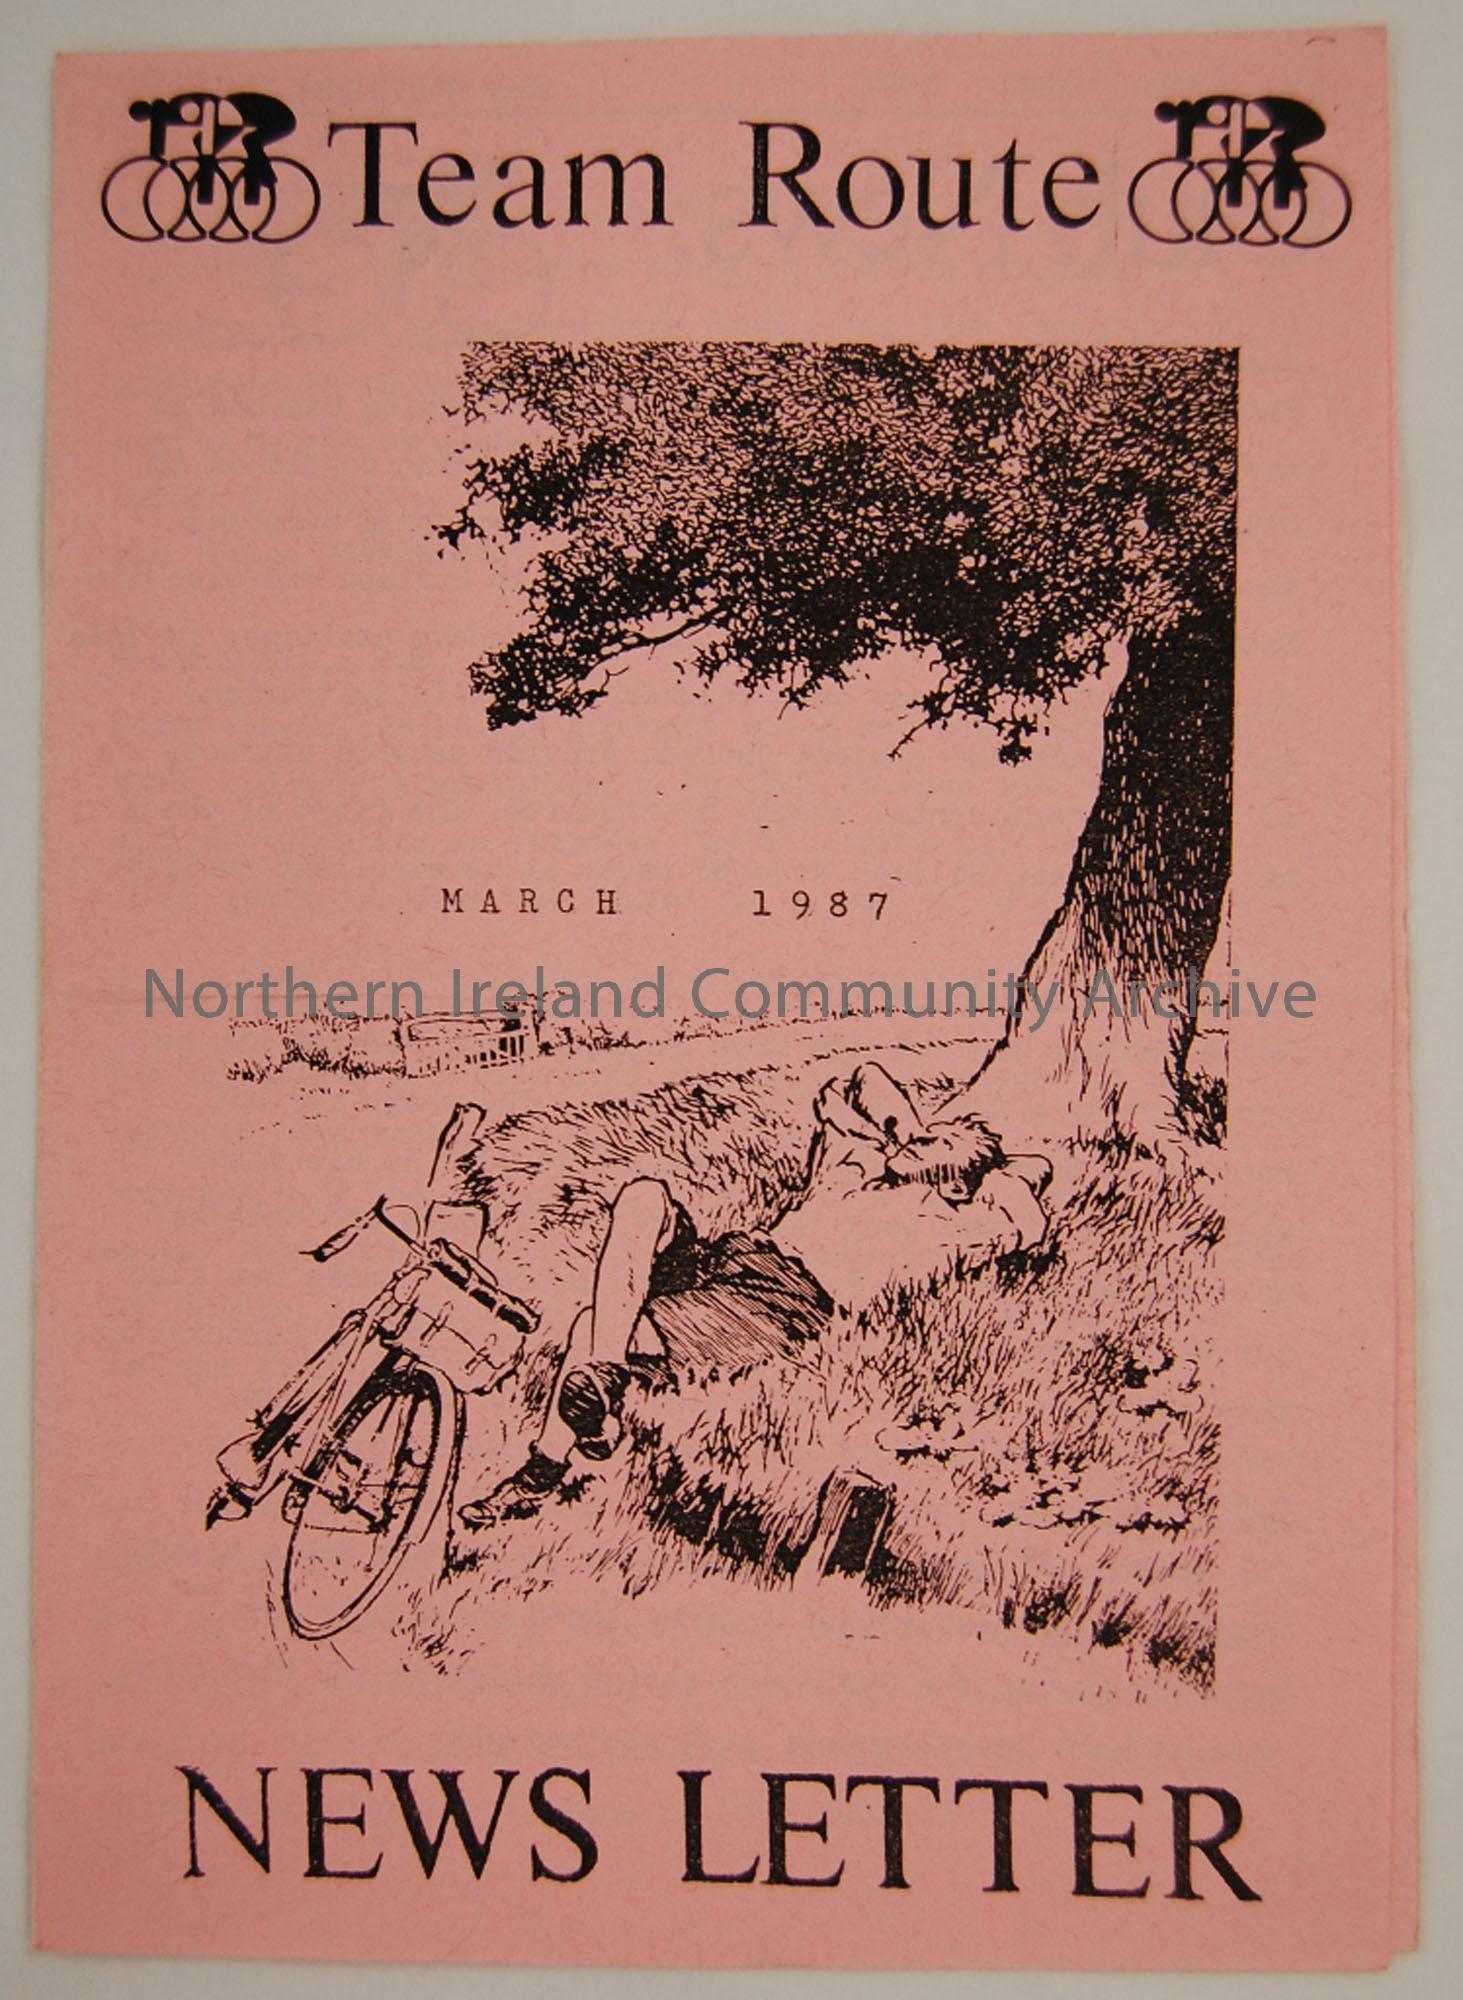 Team Route
MARCH 1987
Northern Ireland Community Archive
NEWS LETTER